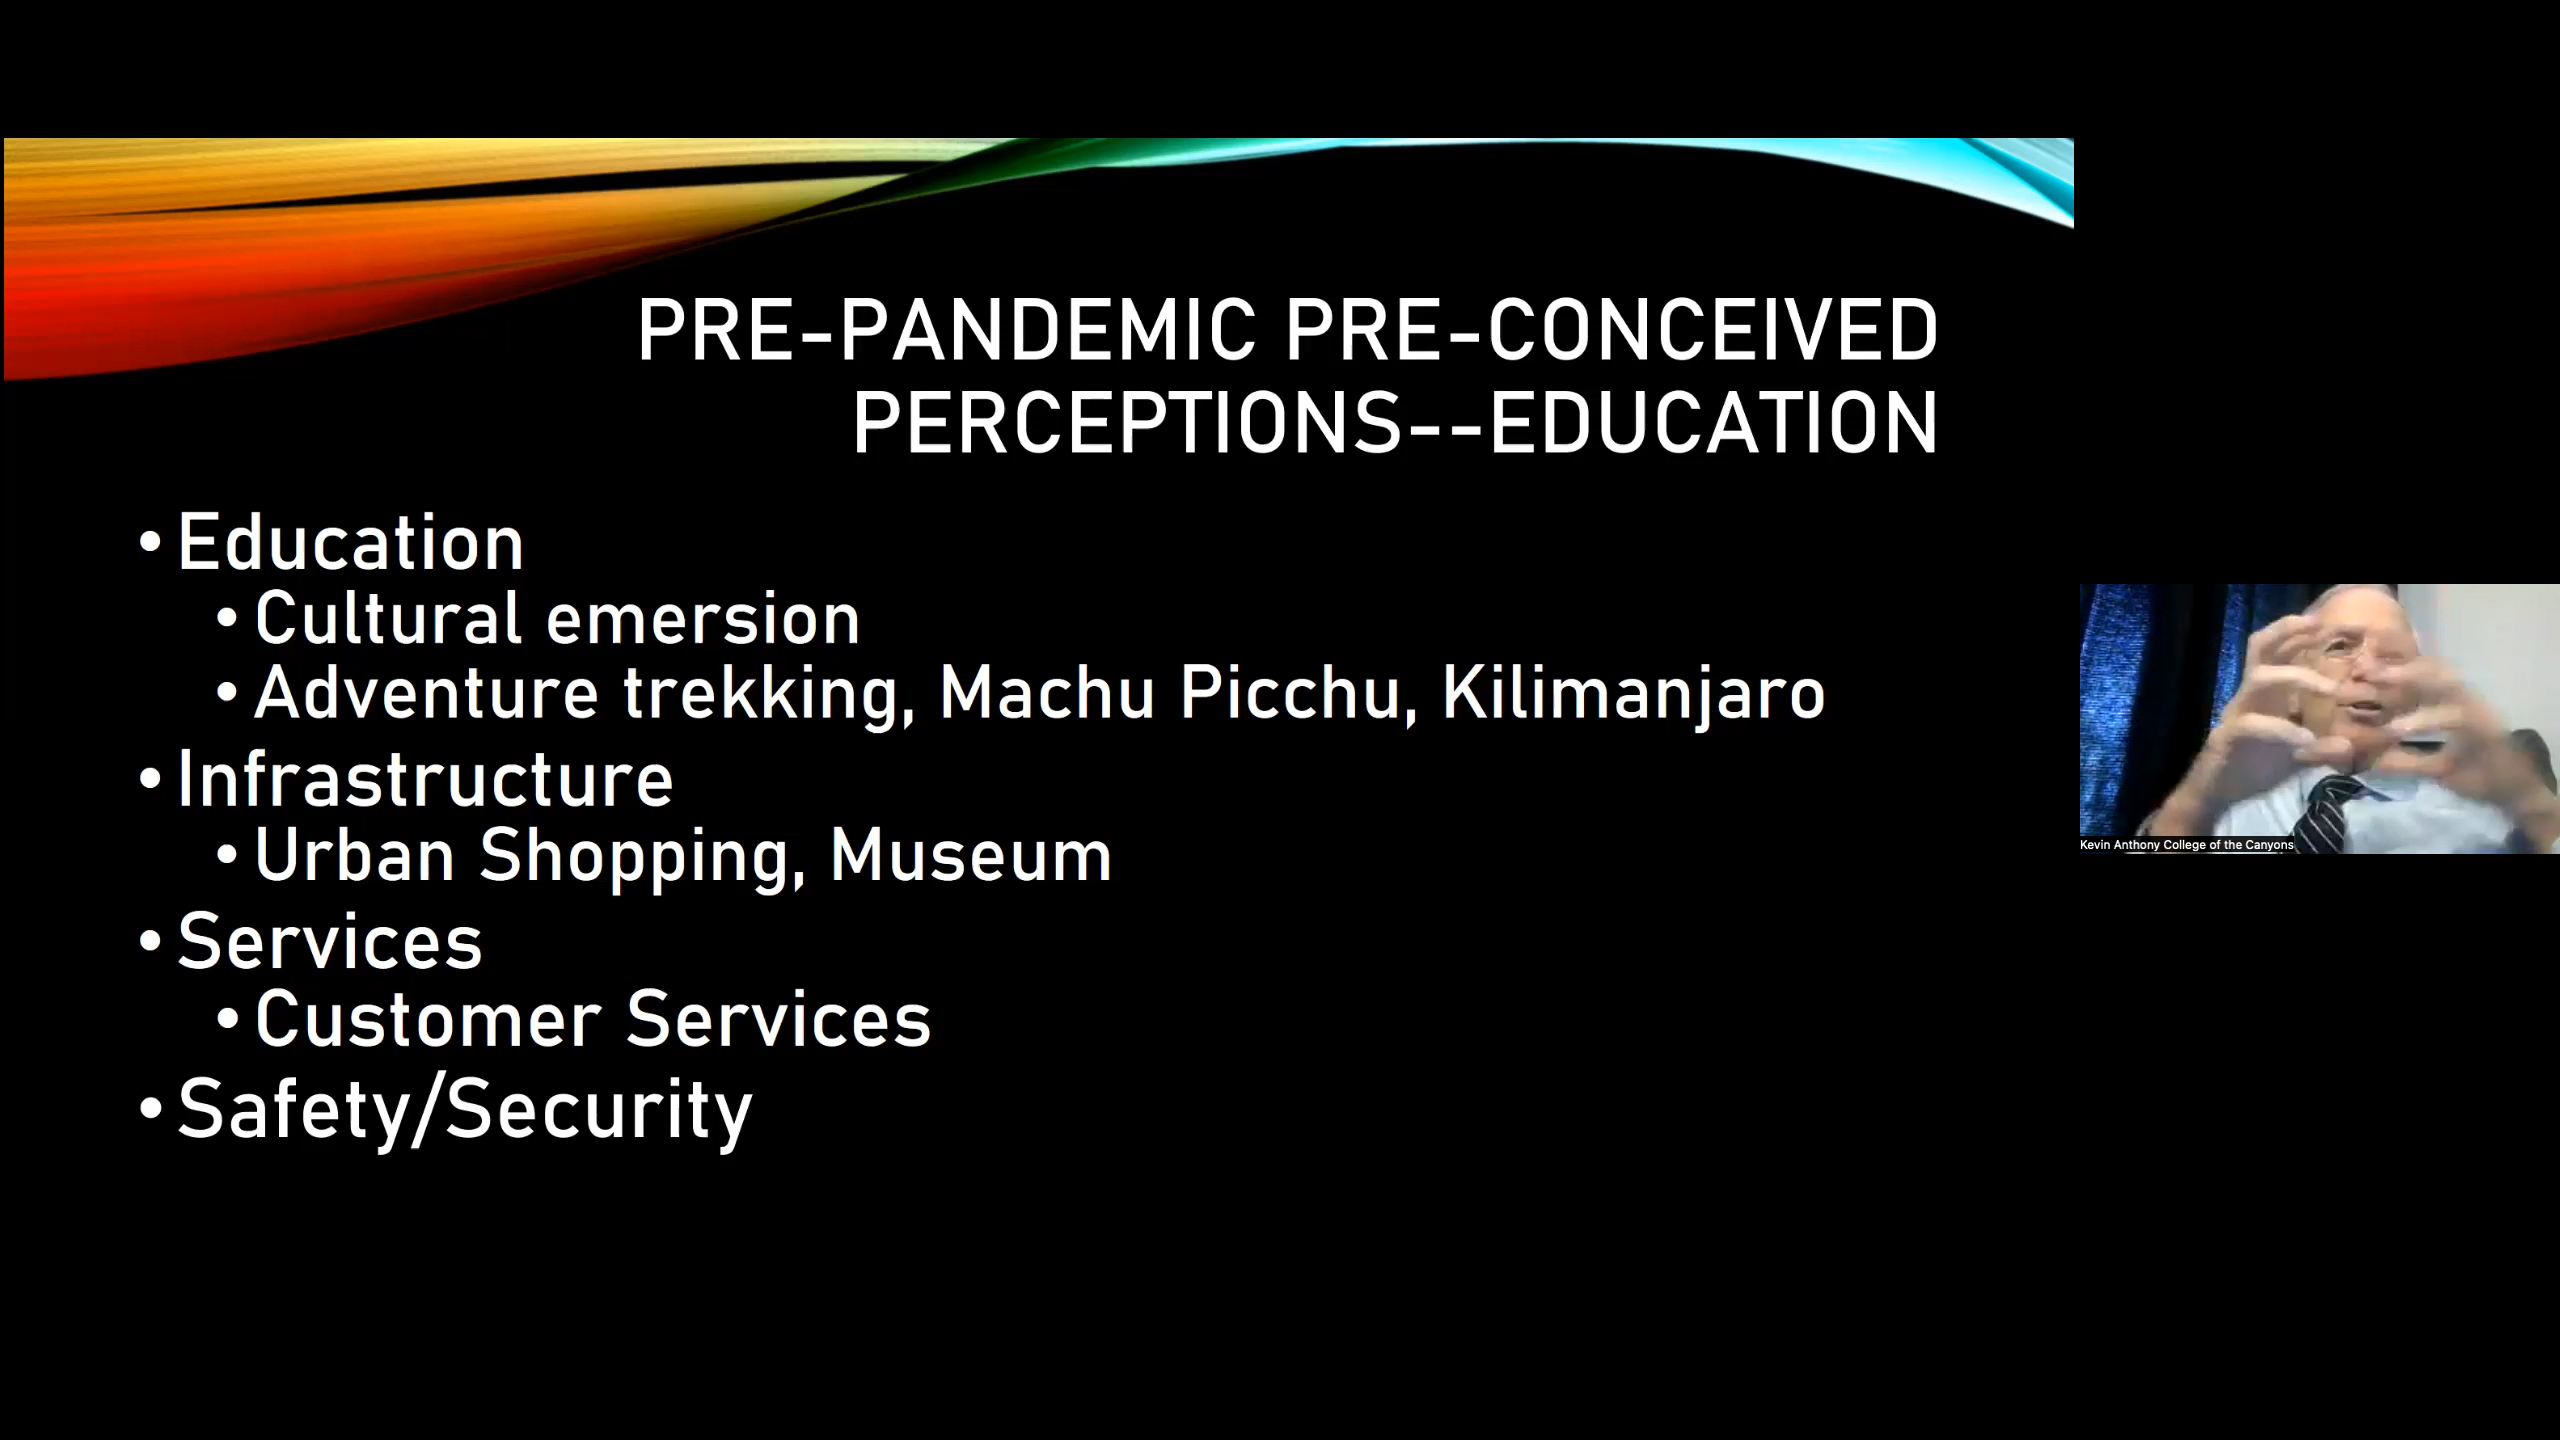 PRE-PANDEMIC PRE-CONCEIVED
PERCEPTIONS--EDUCATION
• Education
• Cultural emersion
• Adventure trekking, Machu Picchu, Kilimanjaro
• Infrastructure
• Urban Shopping, Museum
• Services
• Customer Services
• Safety/Security
Kevin Anthony College of the Canyons